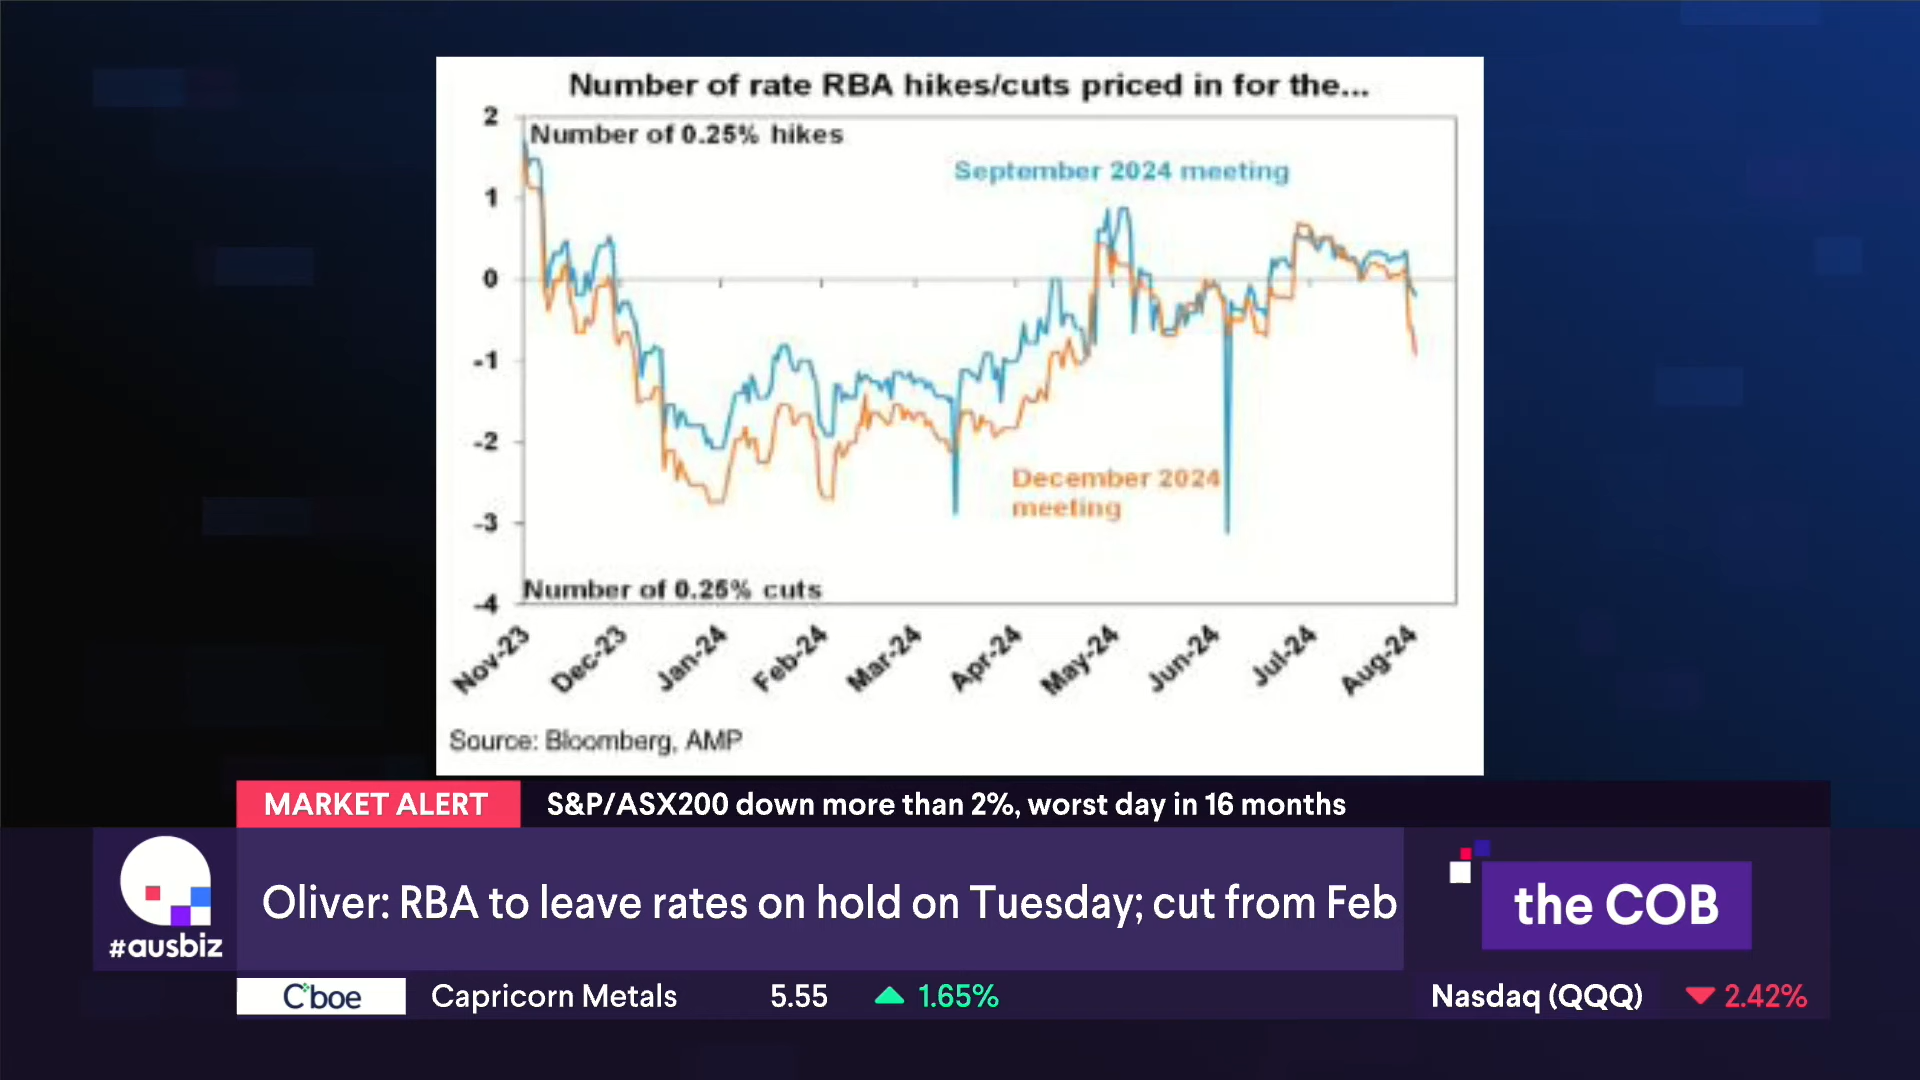 Number of rate RBA hikes/cuts priced in for the...
2
Number of 0.25% hikes
September 2024 meeting
1
0
-1
-2
December 2024
meeting
-3
Number of 0.25% cuts
-4
Nov-23
Dec-23
Jan-24
Feb-24
Mar-24
Apr-24
May-24
Jun-24
Jul-24
Aug-24
Source: Bloomberg, AMP
MARKET ALERT S&P/ASX200 down more than 2%, worst day in 16 months
Oliver: RBA to leave rates on hold on Tuesday; cut from Feb
the COB
#ausbiz
Cboe Capricorn Metals 5.55 1.65% Nasdaq (QQQ) 2.42%